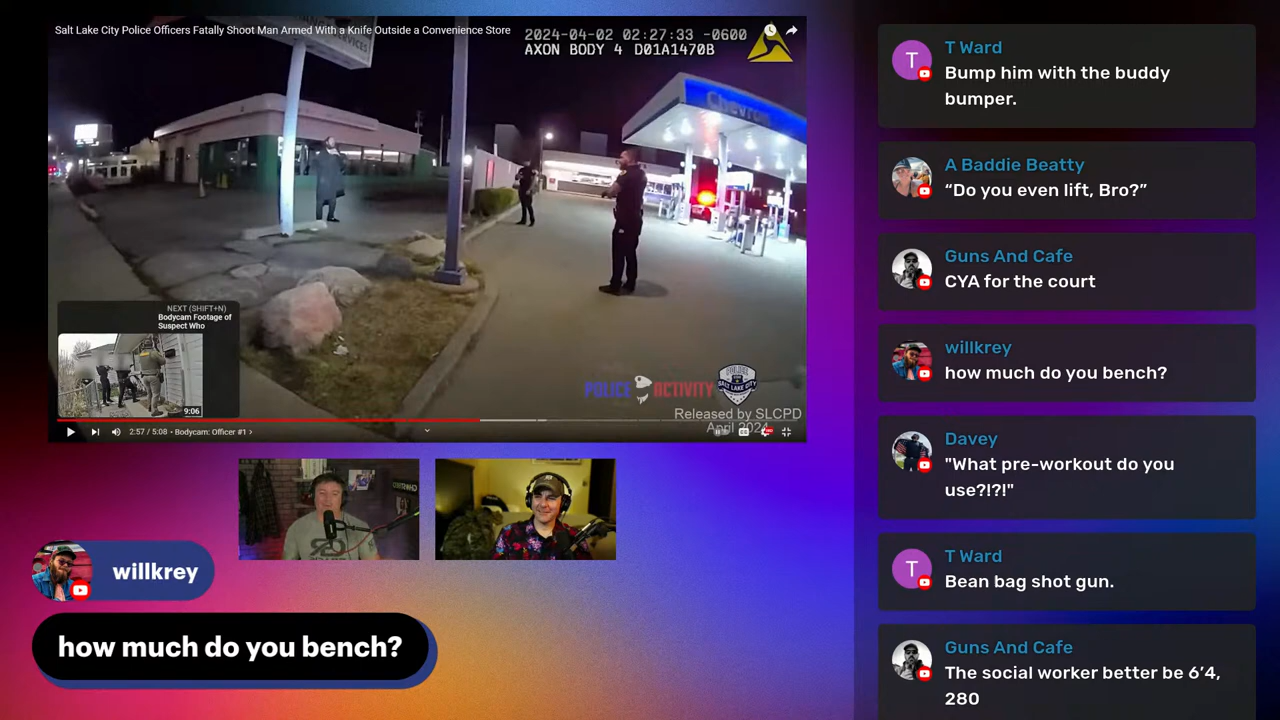 Salt Lake City Police Officers Fatally Shoot Man Armed With a Knife Outside a Convenience Store
2024-04-02 02:27:33 -0600
AXON BODY 4 D01A1470B
Chevron
NEXT (SHIFT+N)
Bodycam Footage of
Suspect Who
9:06
POLICE ACTIVITY
POLICE
SALT LAKE CITY
Released by SLCPD
April 2024
2:57 / 5:08 • Bodycam: Officer #1 ›
willkrey
how much do you bench?
T
T Ward
Bump him with the buddy
bumper.
A Baddie Beatty
“Do you even lift, Bro?”
Guns And Cafe
CYA for the court
willkrey
how much do you bench?
Davey
"What pre-workout do you
use?!?!"
T
T Ward
Bean bag shot gun.
Guns And Cafe
The social worker better be 6’4,
280